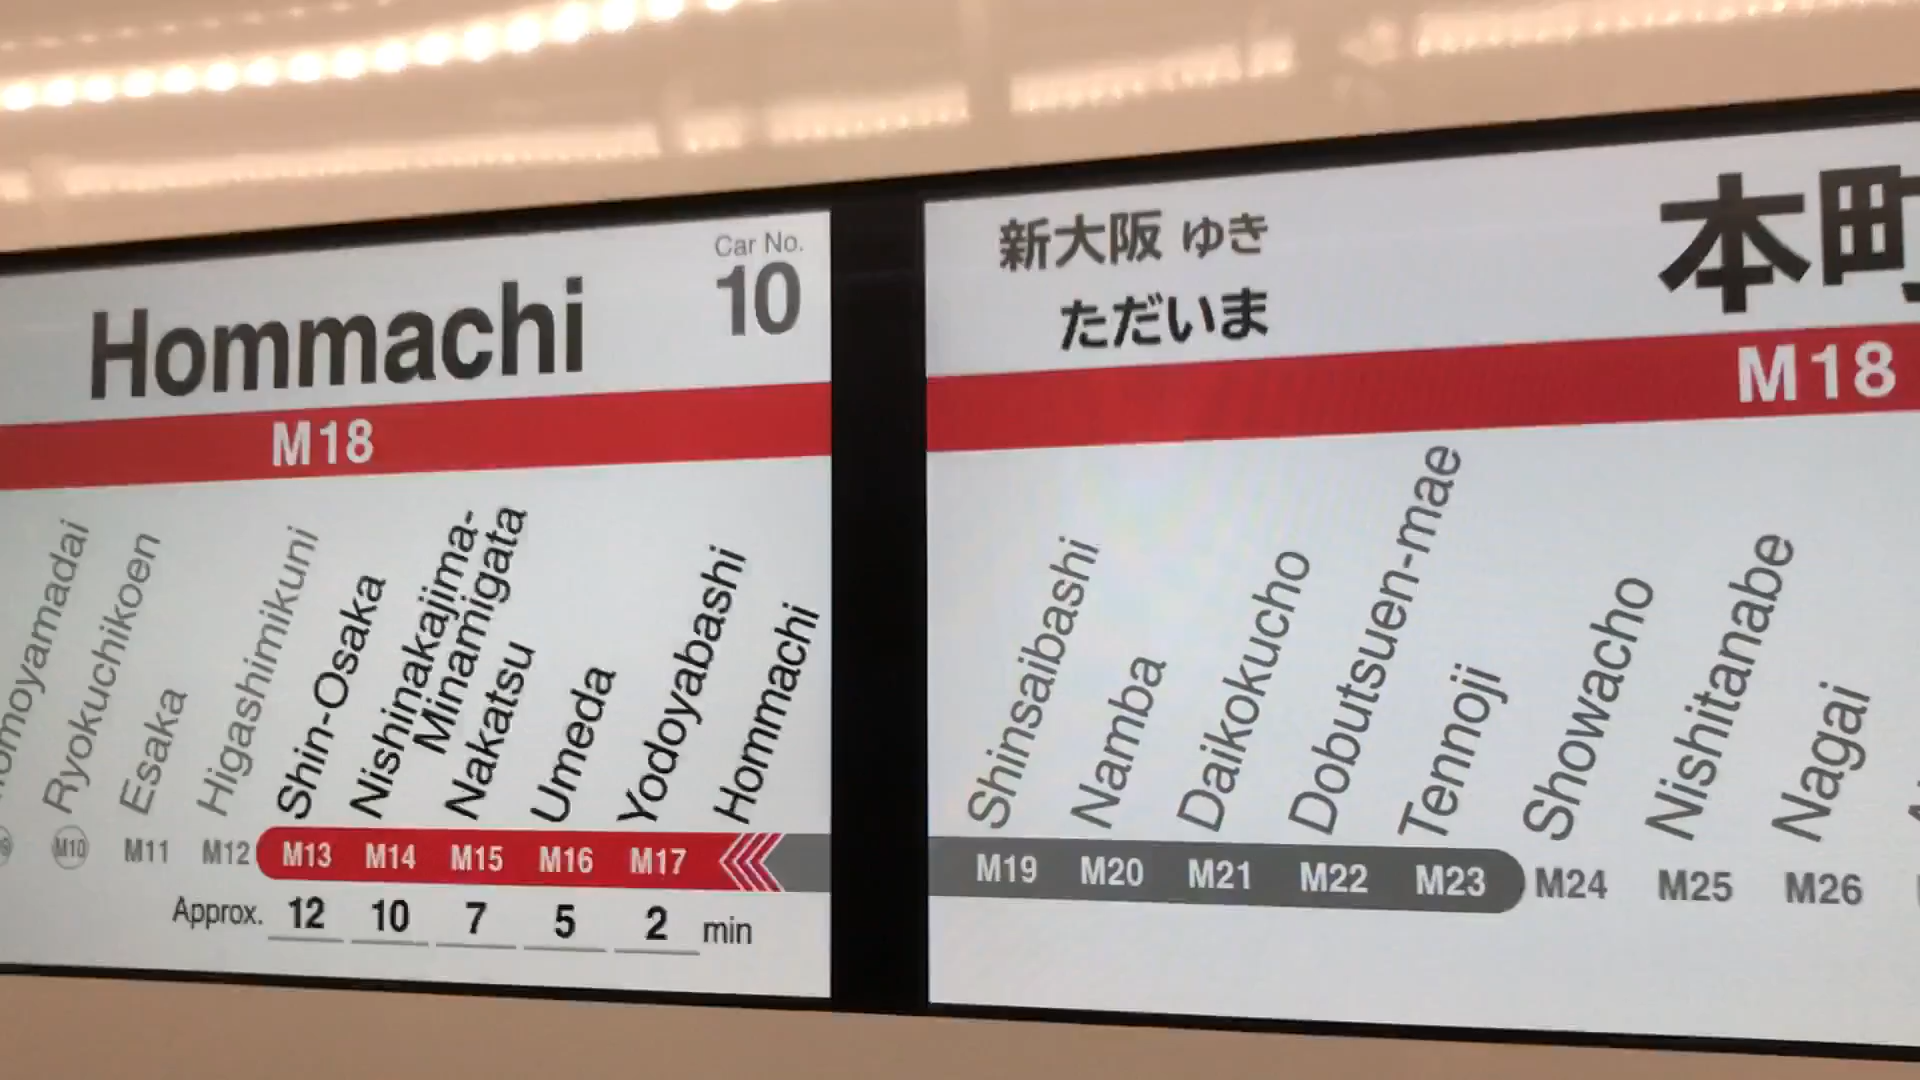 Hommachi
Car No.
10
M18
Ryokuchikoen
Esaka
Higashimikuni
Shin-Osaka
Nishinakajima-
Minamigata
Nakatsu
Umeda
Yodoyabashi
Hommachi
M10 M11 M12 M13 M14 M15 M16 M17
Approx. 12 10 7 5 2 min
新大阪 ゆき
ただいま
本町
M18
Shinsaibashi
Namba
Daikokucho
Dobutsuen-mae
Tennoji
Showacho
Nishitanabe
Nagai
M19 M20 M21 M22 M23 M24 M25 M26